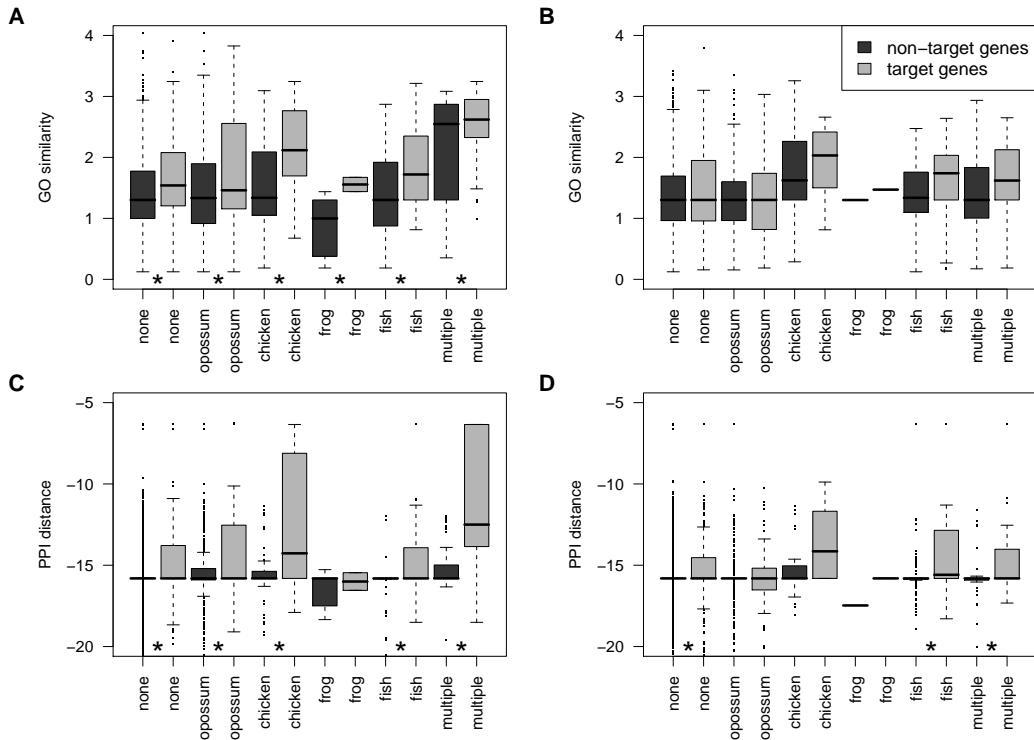 A
GO similarity
4
3
2
1
0
* * * * * *
none none opossum opossum chicken chicken frog frog fish fish multiple multiple
B
non−target genes
target genes
GO similarity
4
3
2
1
0
none none opossum opossum chicken chicken frog frog fish fish multiple multiple
C
PPI distance
−5
−10
−15
−20
* * * * *
none none opossum opossum chicken chicken frog frog fish fish multiple multiple
D
PPI distance
−5
−10
−15
−20
* * *
none none opossum opossum chicken chicken frog frog fish fish multiple multiple